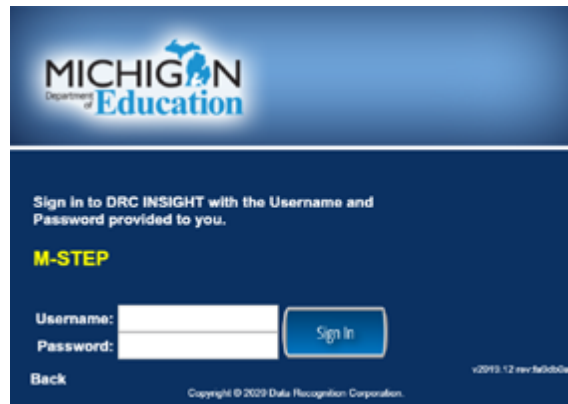 MICHIGAN
Department of Education
Sign in to DRC INSIGHT with the Username and
Password provided to you.
M-STEP
Username:
Sign In
Password:
Back
Copyright © 2020 Data Recognition Corporation.